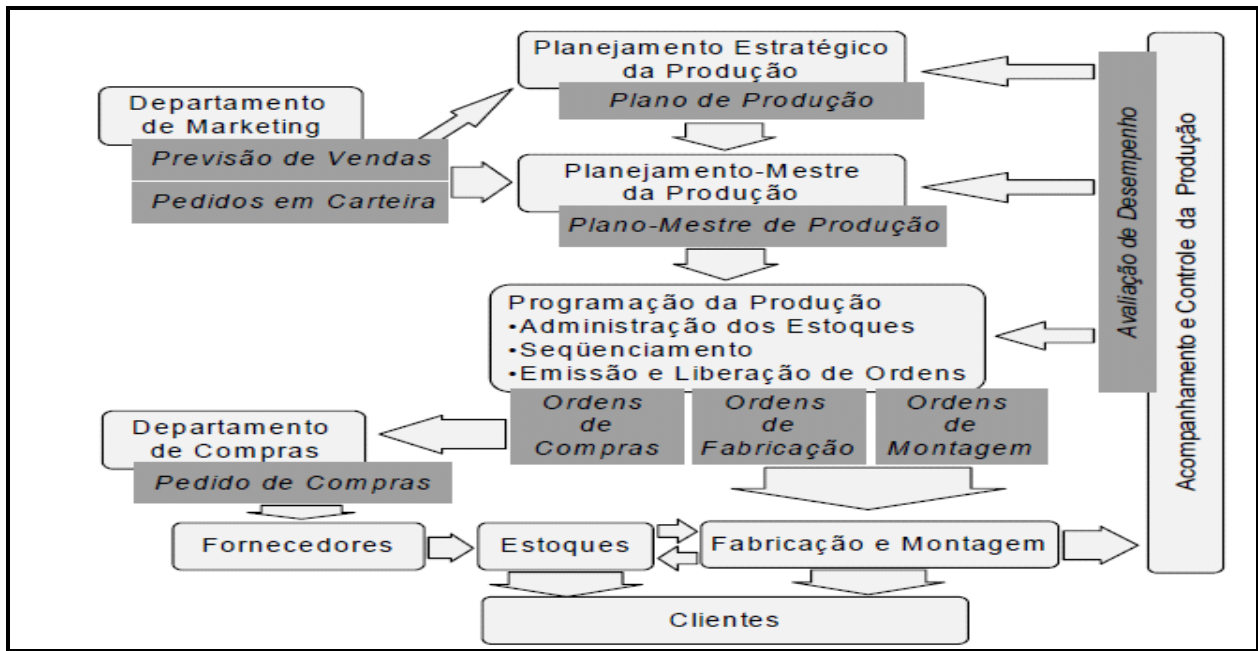 Planejamento Estratégico
da Produção
Plano de Produção
Departamento
de Marketing
Previsão de Vendas
Pedidos em Carteira
Planejamento-Mestre
da Produção
Plano-Mestre de Produção
Programação da Produção
•Administração dos Estoques
•Seqüenciamento
•Emissão e Liberação de Ordens
Ordens
de
Compras
Ordens
de
Fabricação
Ordens
de
Montagem
Departamento
de Compras
Pedido de Compras
Fornecedores
Estoques
Fabricação e Montagem
Clientes
Avaliação de Desempenho
Acompanhamento e Controle da Produção